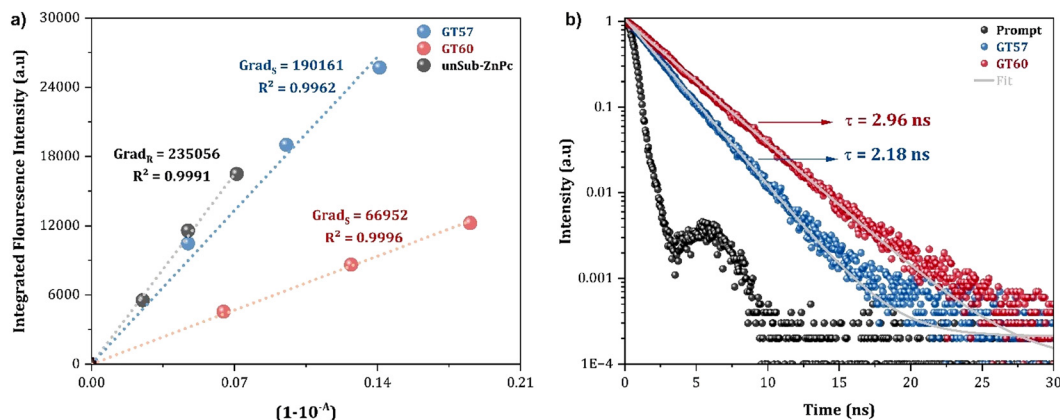 a)
Integrated Flouresence Intensity (a.u)
30000
24000
18000
12000
6000
0
GT57
GT60
unSub-ZnPc
Grad_S = 190161
R² = 0.9962
Grad_R = 235056
R² = 0.9991
Grad_S = 66952
R² = 0.9996
0.00 0.07 0.14 0.21
(1-10^-A)
b)
Intensity (a.u)
1
0.1
0.01
0.001
1E-4
Prompt
GT57
GT60
Fit
τ = 2.96 ns
τ = 2.18 ns
0 5 10 15 20 25 30
Time (ns)